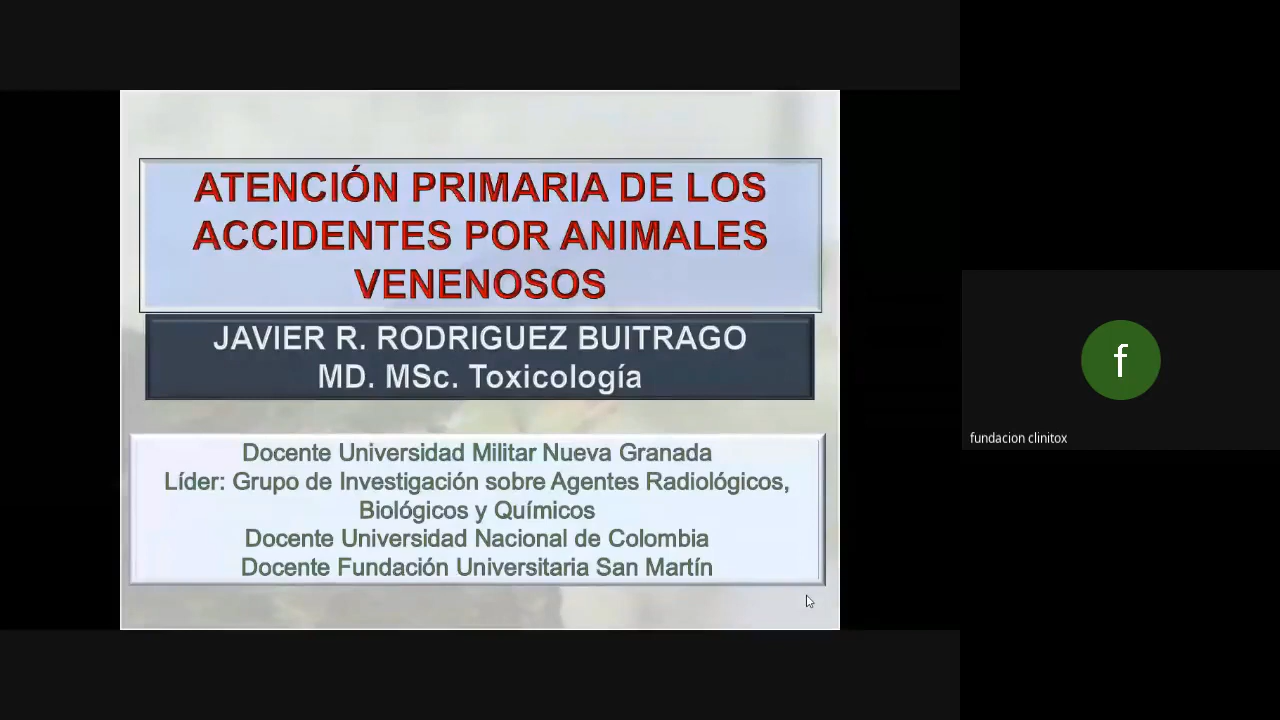 ATENCIÓN PRIMARIA DE LOS
ACCIDENTES POR ANIMALES
VENENOSOS
JAVIER R. RODRIGUEZ BUITRAGO
MD. MSc. Toxicología
Docente Universidad Militar Nueva Granada
Líder: Grupo de Investigación sobre Agentes Radiológicos,
Biológicos y Químicos
Docente Universidad Nacional de Colombia
Docente Fundación Universitaria San Martín
f
fundacion clinitox